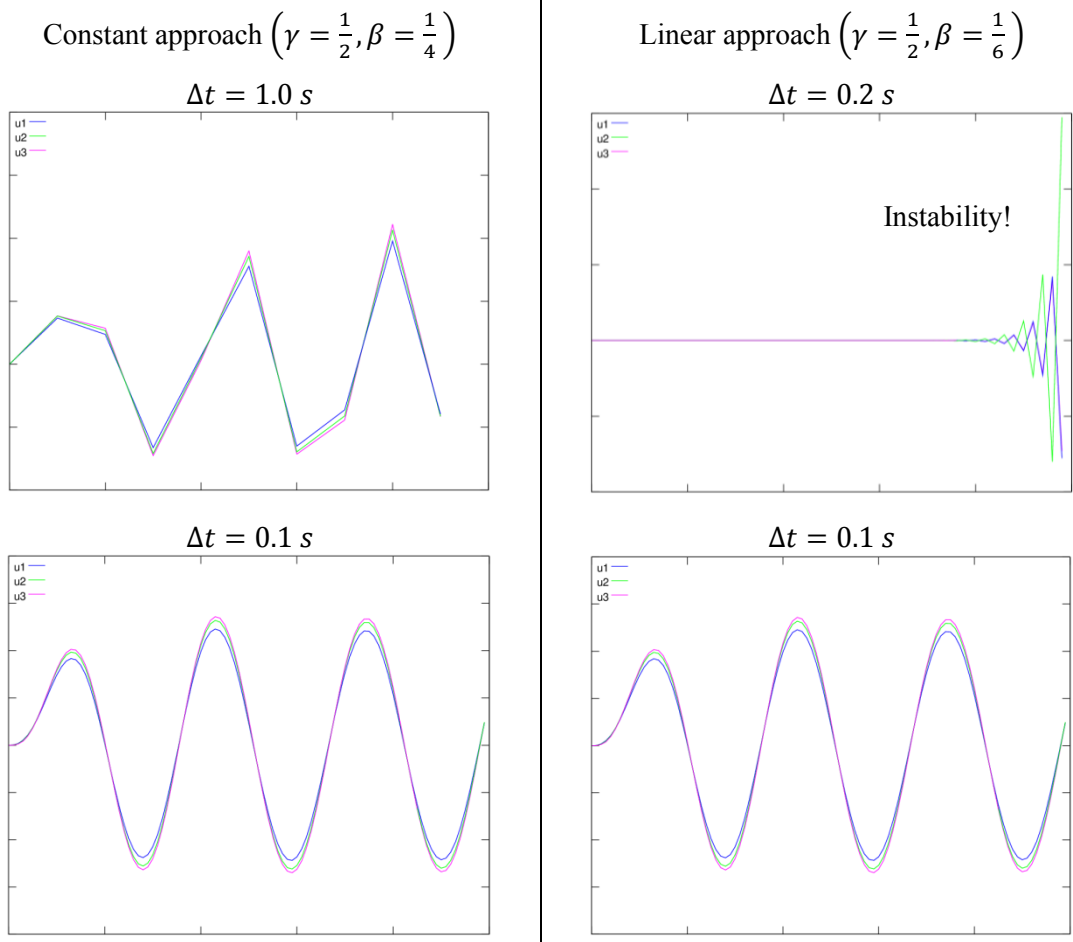 Constant approach (γ = 1/2, β = 1/4)
Δt = 1.0 s
u1
u2
u3
Δt = 0.1 s
u1
u2
u3
Linear approach (γ = 1/2, β = 1/6)
Δt = 0.2 s
u1
u2
u3
Instability!
Δt = 0.1 s
u1
u2
u3